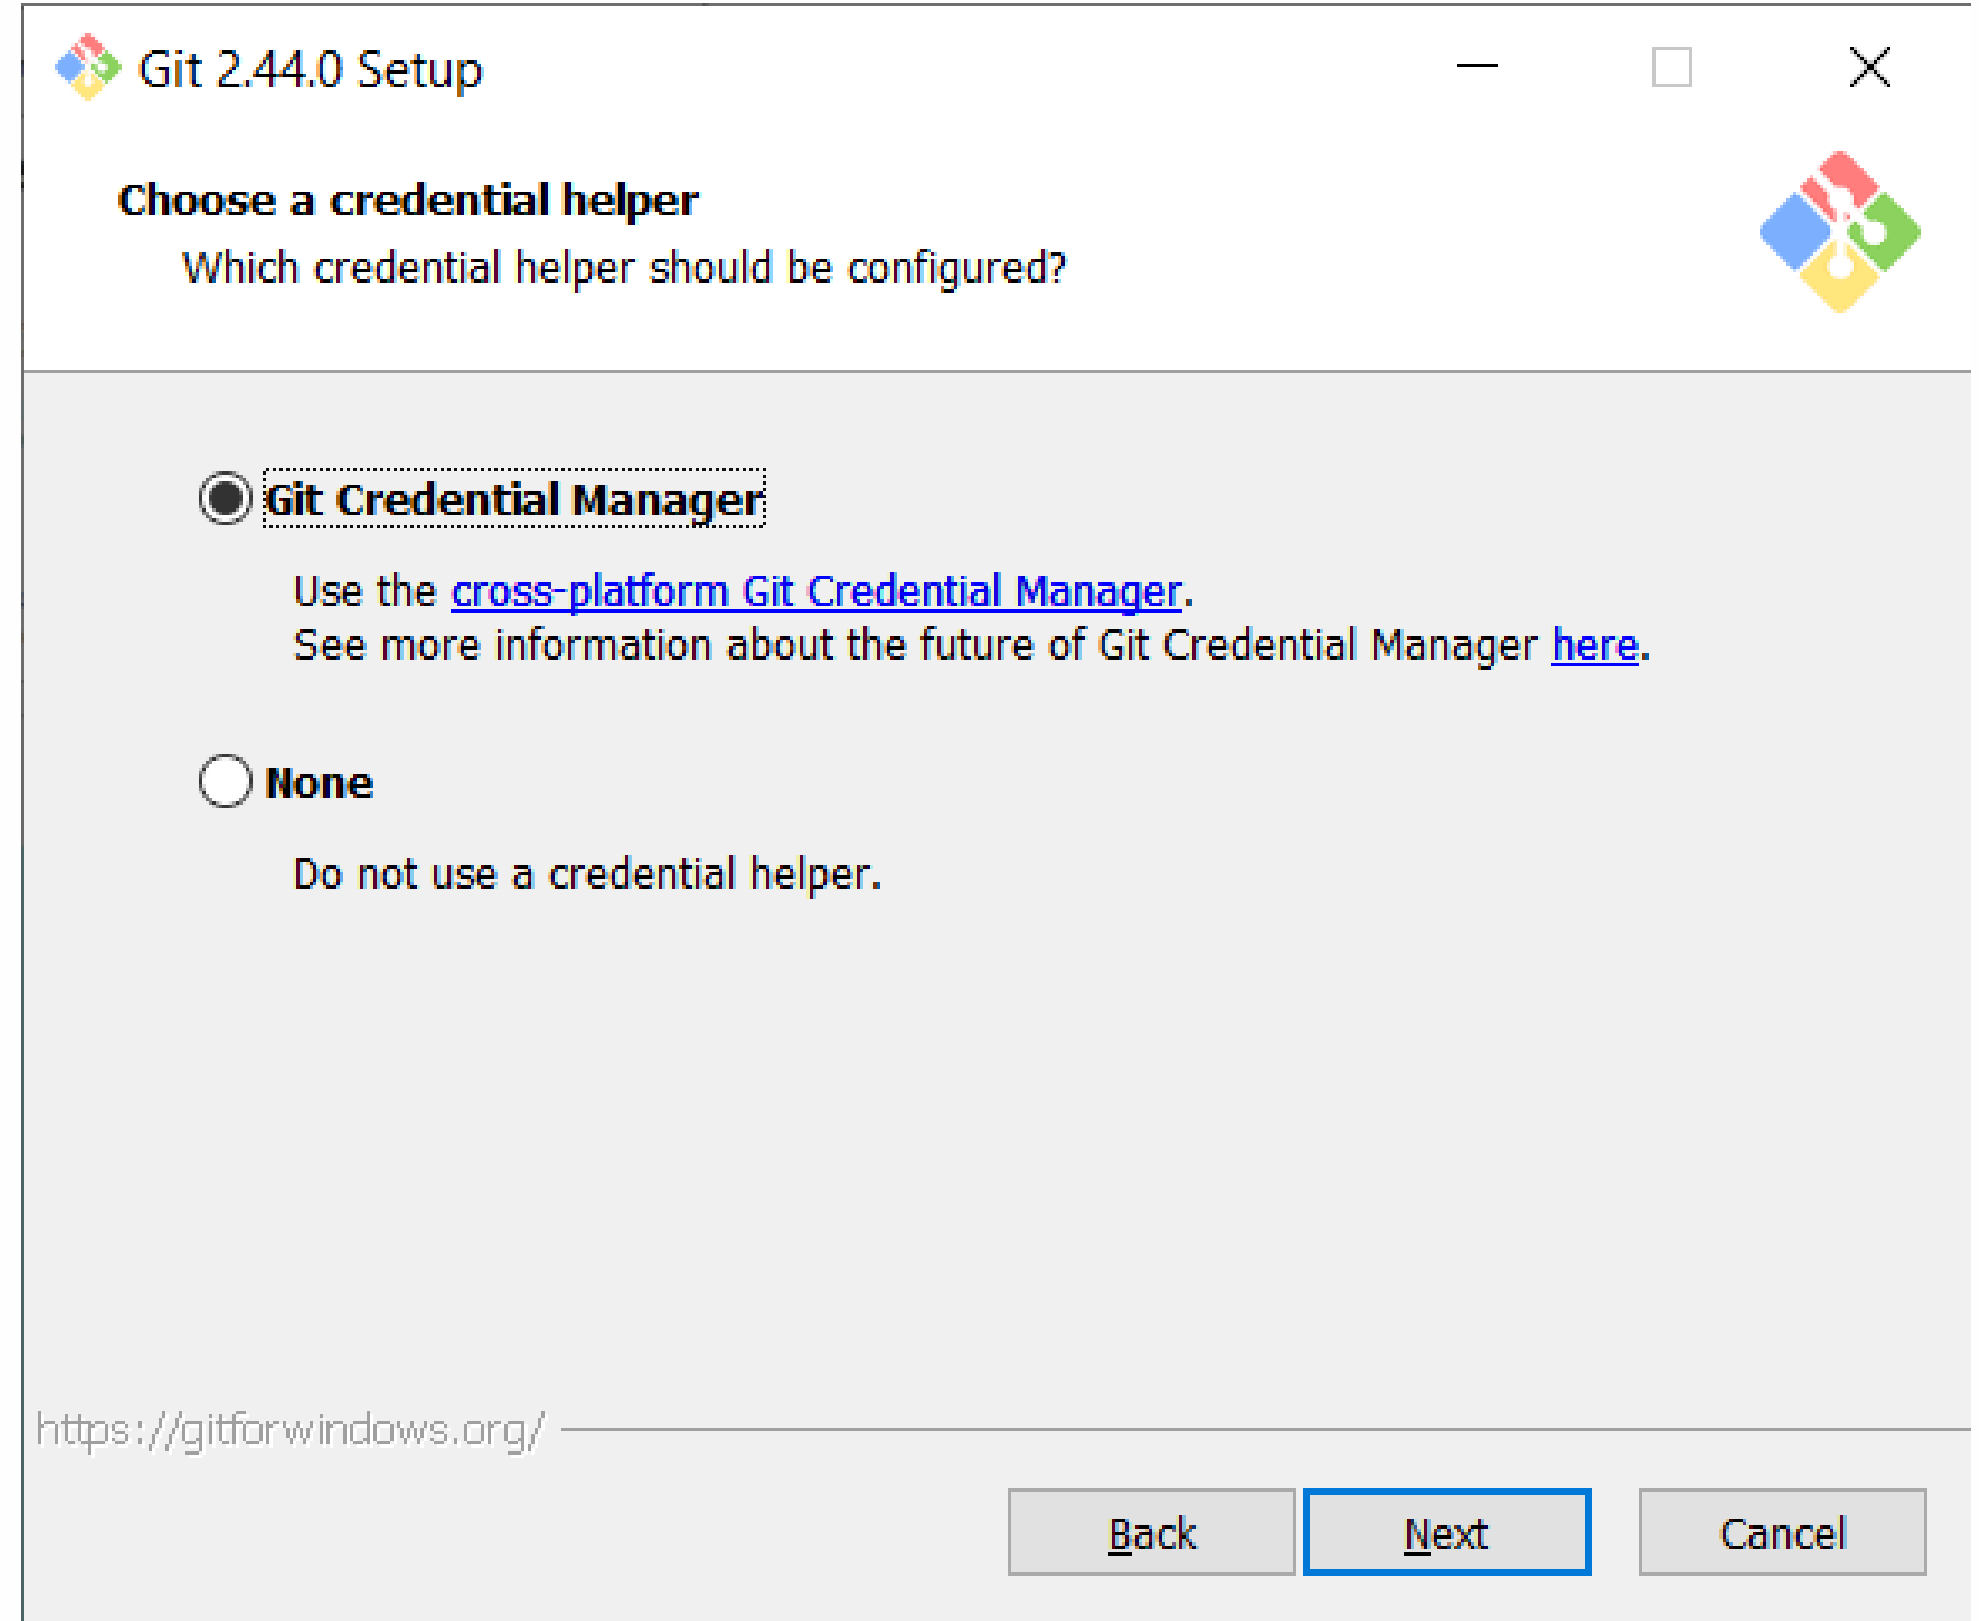 Git 2.44.0 Setup
Choose a credential helper
Which credential helper should be configured?
Git Credential Manager
Use the cross-platform Git Credential Manager.
See more information about the future of Git Credential Manager here.
None
Do not use a credential helper.
https://gitforwindows.org/
Back Next Cancel